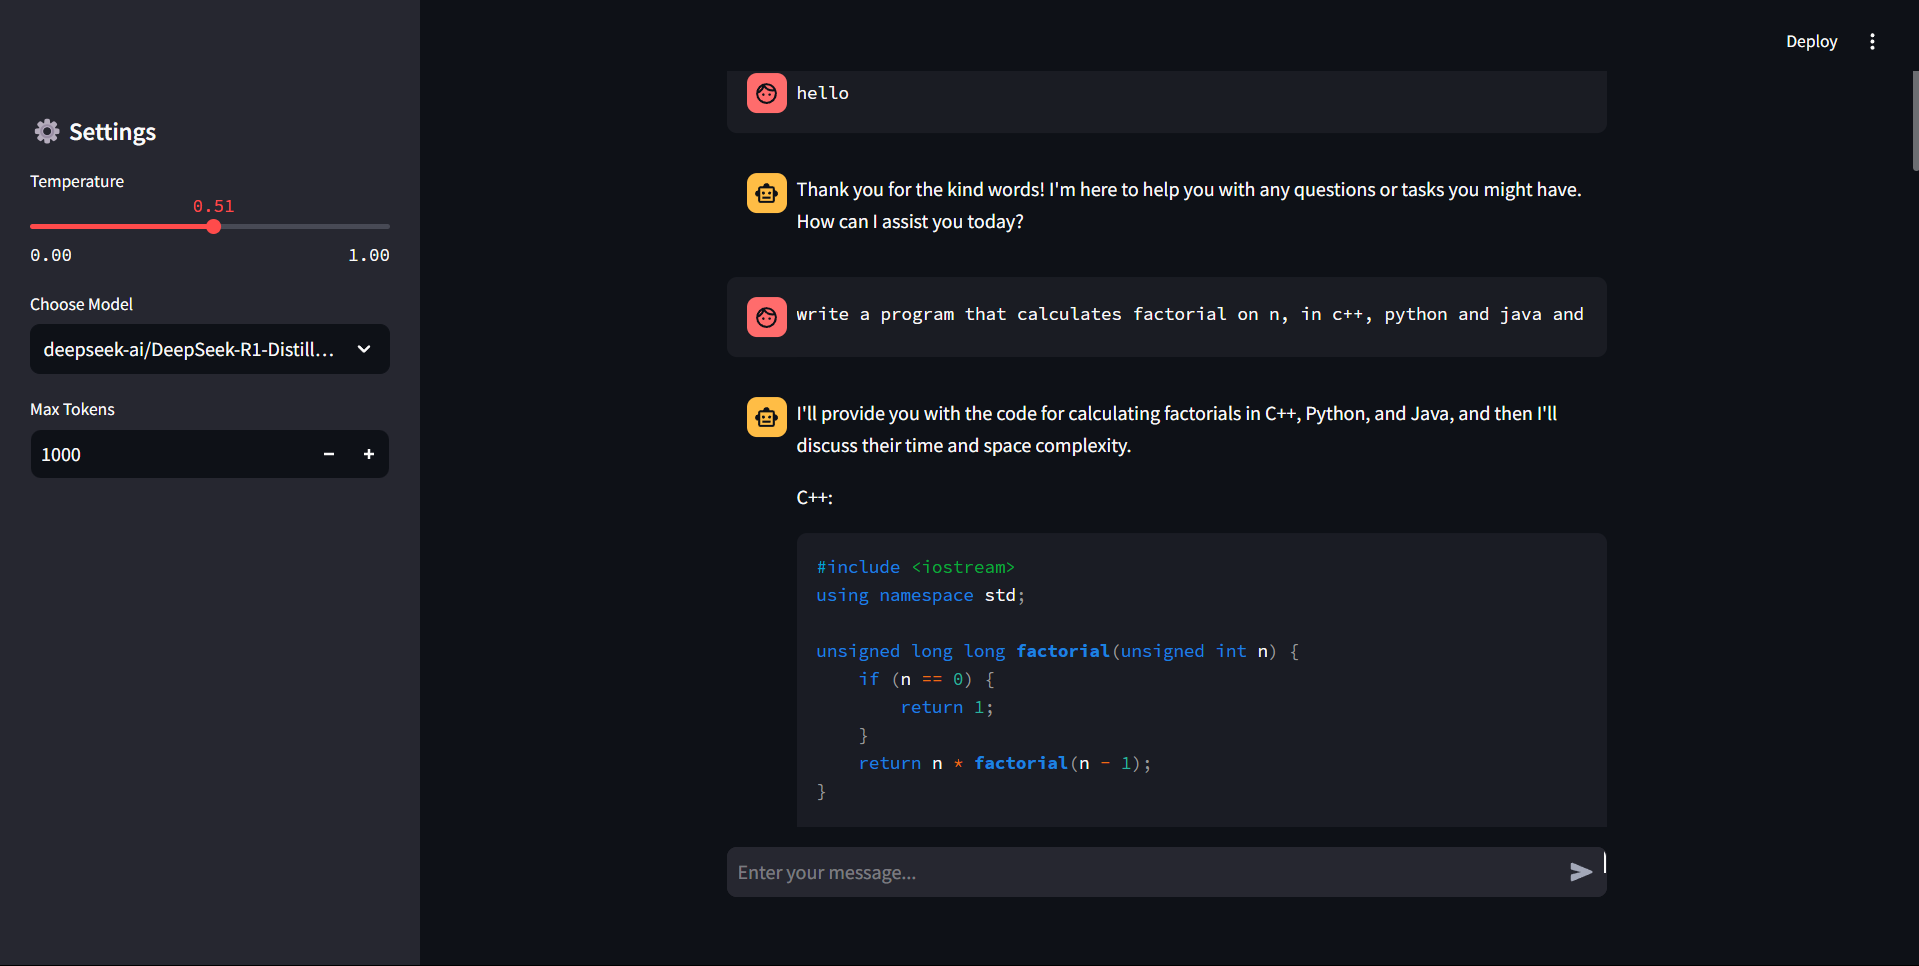 Deploy
Settings
Temperature
0.51
0.00 1.00
Choose Model
deepseek-ai/DeepSeek-R1-Distill...
Max Tokens
1000 - +
hello
Thank you for the kind words! I'm here to help you with any questions or tasks you might have.
How can I assist you today?
write a program that calculates factorial on n, in c++, python and java and
I'll provide you with the code for calculating factorials in C++, Python, and Java, and then I'll
discuss their time and space complexity.
C++:
#include <iostream>
using namespace std;
unsigned long long factorial(unsigned int n) {
    if (n == 0) {
        return 1;
    }
    return n * factorial(n - 1);
}
Enter your message...